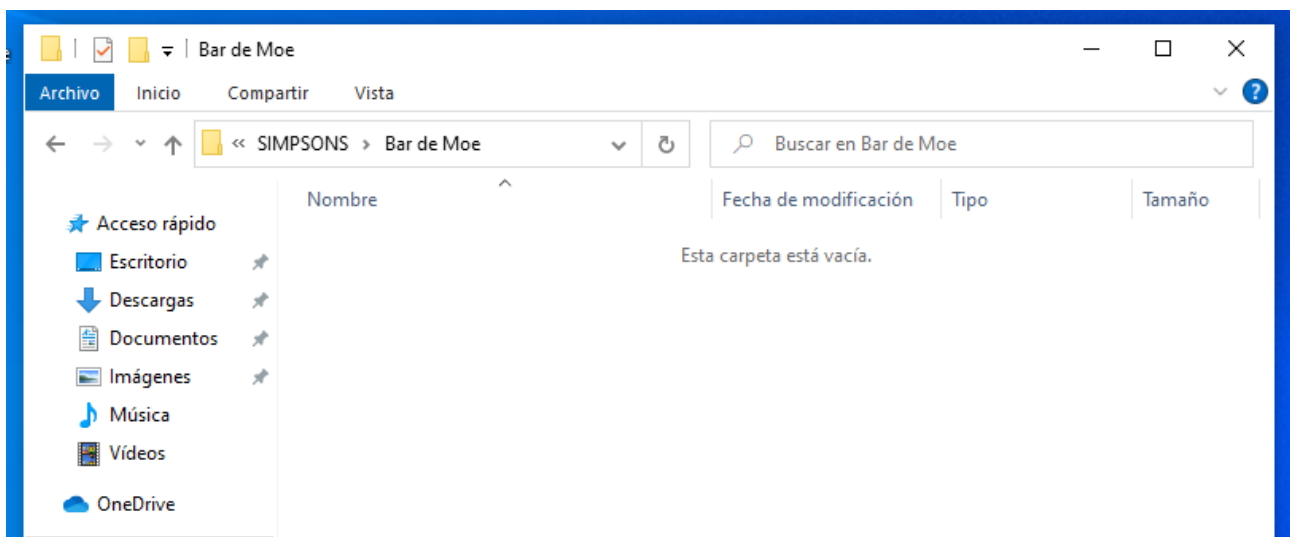 Bar de Moe
Archivo Inicio Compartir Vista
« SIMPSONS > Bar de Moe Buscar en Bar de Moe
Nombre Fecha de modificación Tipo Tamaño
Acceso rápido
Esta carpeta está vacía.
Escritorio
Descargas
Documentos
Imágenes
Música
Vídeos
OneDrive